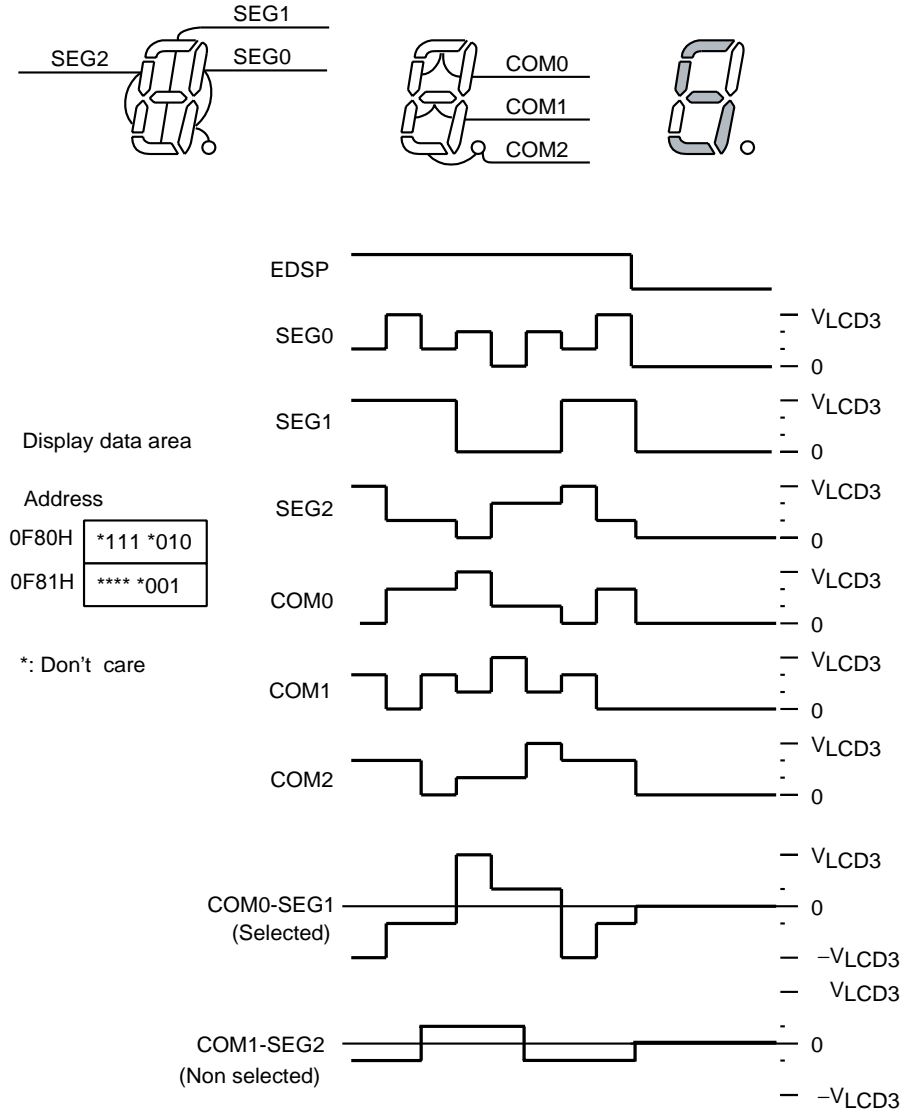 SEG1
SEG2
SEG0
COM0
COM1
COM2
EDSP
SEG0
VLCD3
0
SEG1
VLCD3
0
Display data area
SEG2
VLCD3
0
Address
0F80H *111 *010
0F81H **** *001
COM0
VLCD3
0
*: Don't care
COM1
VLCD3
0
COM2
VLCD3
0
COM0-SEG1
(Selected)
VLCD3
0
−VLCD3
COM1-SEG2
(Non selected)
VLCD3
0
−VLCD3